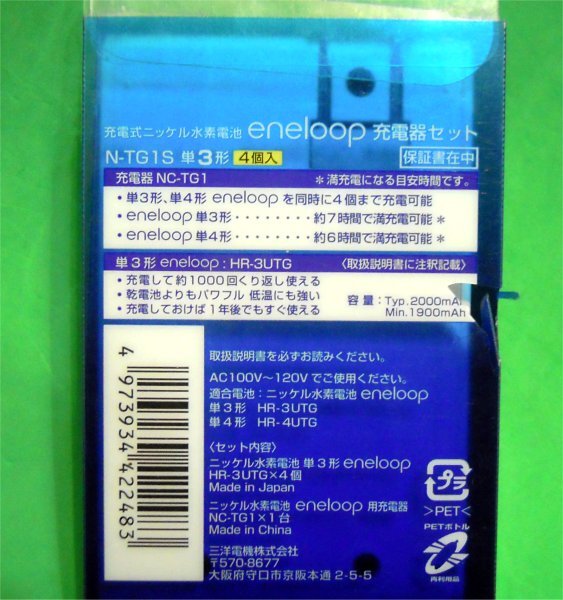 充電式ニッケル水素電池 eneloop 充電器セット
N-TG1S 単3形 4個入 保証書在中
充電器 NC-TG1 *満充電になる目安時間です。
・単3形、単4形 eneloop を同時に4個まで充電可能
・eneloop 単3形・・・・・・・・約7時間で満充電可能*
・eneloop 単4形・・・・・・・・約6時間で満充電可能*
単3形 eneloop : HR-3UTG 〈取扱説明書に注釈記載〉
・充電して約1000回くり返し使える
・乾電池よりもパワフル 低温にも強い
・充電しておけば1年後でもすぐ使える
容量：Typ.2000mAh
Min.1900mAh
4 973934 422483
取扱説明書を必ずお読みください。
AC100V〜120Vでご使用ください。
適合電池：ニッケル水素電池 eneloop
単3形 HR-3UTG
単4形 HR-4UTG
〈セット内容〉
ニッケル水素電池 単3形 eneloop
HR-3UTG×4個
Made in Japan
ニッケル水素電池 eneloop 用充電器
NC-TG1×1台
Made in China
三洋電機株式会社
〒570-8677
大阪府守口市京阪本通2-5-5
プラ
>PET<
PETボトル
再利用品